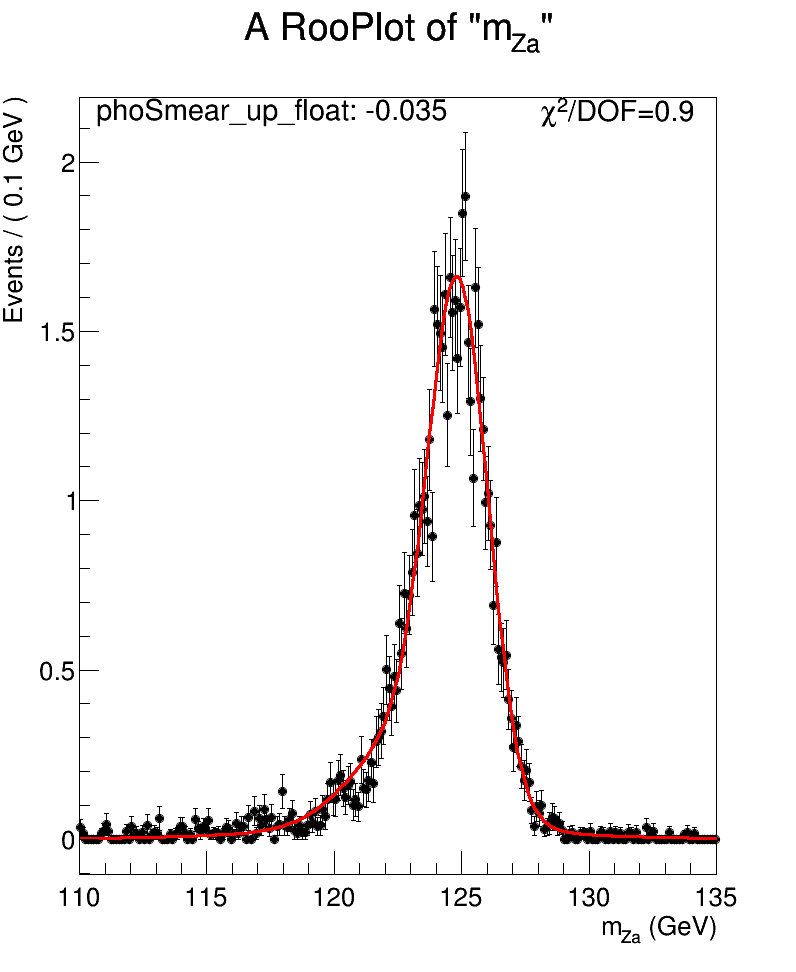 A RooPlot of "m_Za"
phoSmear_up_float: -0.035
χ²/DOF=0.9
Events / ( 0.1 GeV )
2
1.5
1
0.5
0
110 115 120 125 130 135
m_Za (GeV)